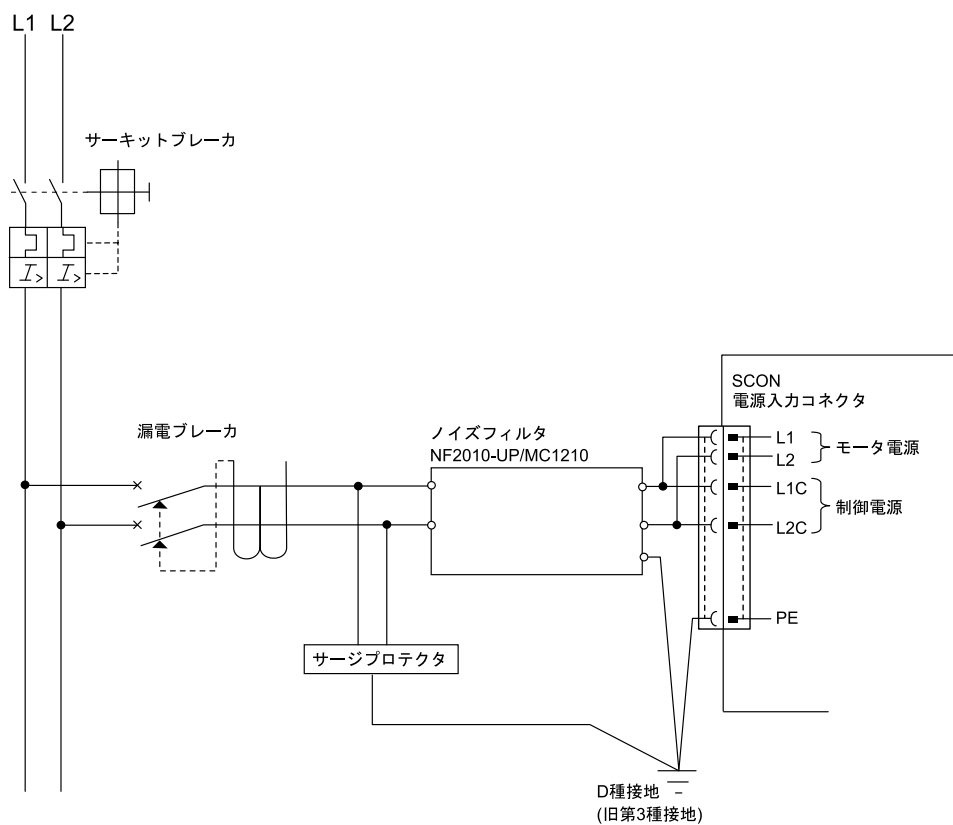 L1 L2
サーキットブレーカ
I> I>
SCON
電源入力コネクタ
漏電ブレーカ
ノイズフィルタ
NF2010-UP/MC1210
L1
L2
モータ電源
L1C
L2C
制御電源
PE
サージプロテクタ
D種接地
(旧第3種接地)